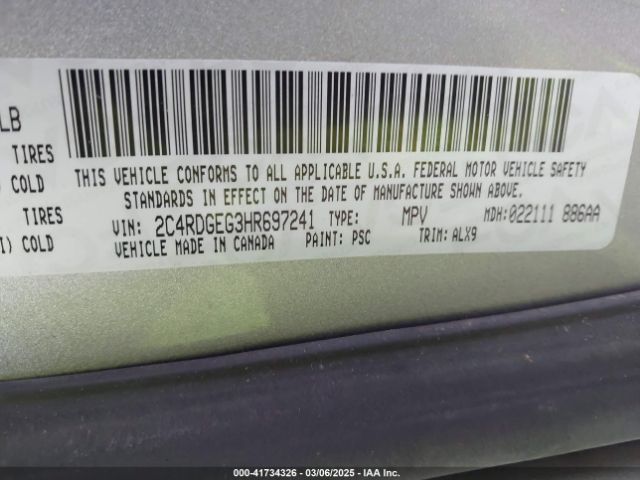 LB
TIRES
COLD
TIRES
I) COLD
THIS VEHICLE CONFORMS TO ALL APPLICABLE U.S.A. FEDERAL MOTOR VEHICLE SAFETY
STANDARDS IN EFFECT ON THE DATE OF MANUFACTURE SHOWN ABOVE.
VIN: 2C4RDGEG3HR697241 TYPE: MPV MDH:022111 886AA
VEHICLE MADE IN CANADA PAINT: PSC TRIM: ALX9
000-41734326 | 03/06/2025 | IAA Inc.